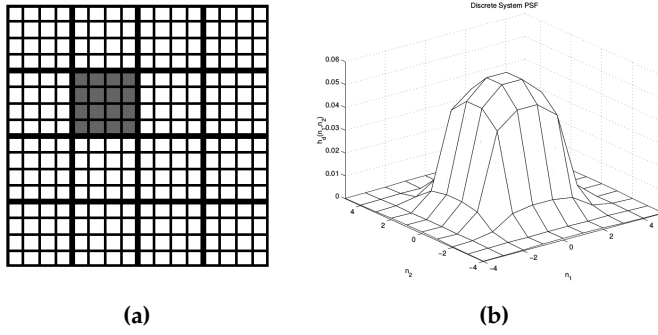 Discrete System PSF
0.06
0.05
0.04
0.03
0.02
0.01
0
h_d(n_1,n_2)
4
2
0
−2
−4
n_2
−4
−2
0
2
4
n_1
(a)
(b)